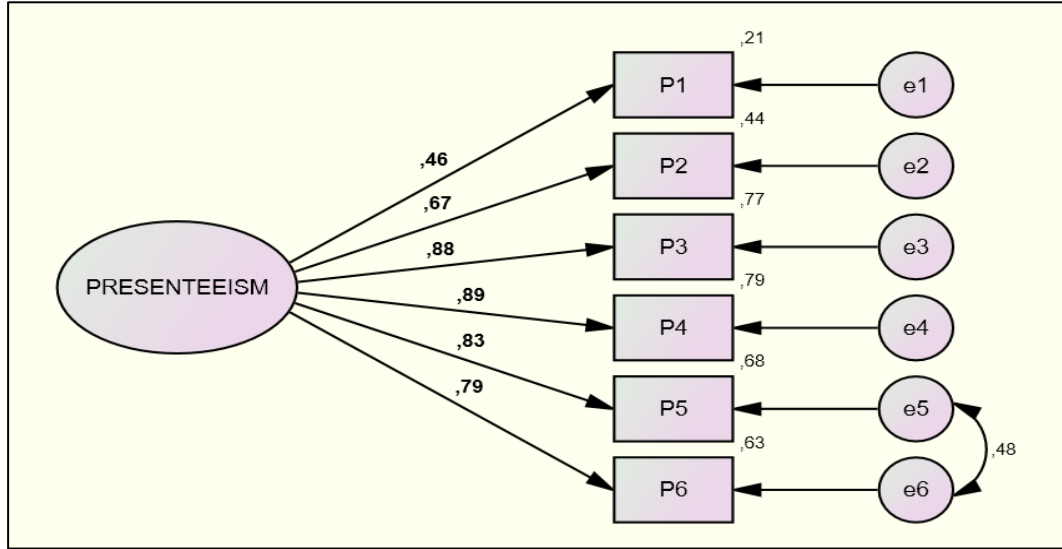 ,21
P1
e1
,44
,46
P2
e2
,67
,77
,88
P3
e3
PRESENTEEISM
,79
,89
P4
e4
,83
,68
,79
P5
e5
,63
,48
P6
e6